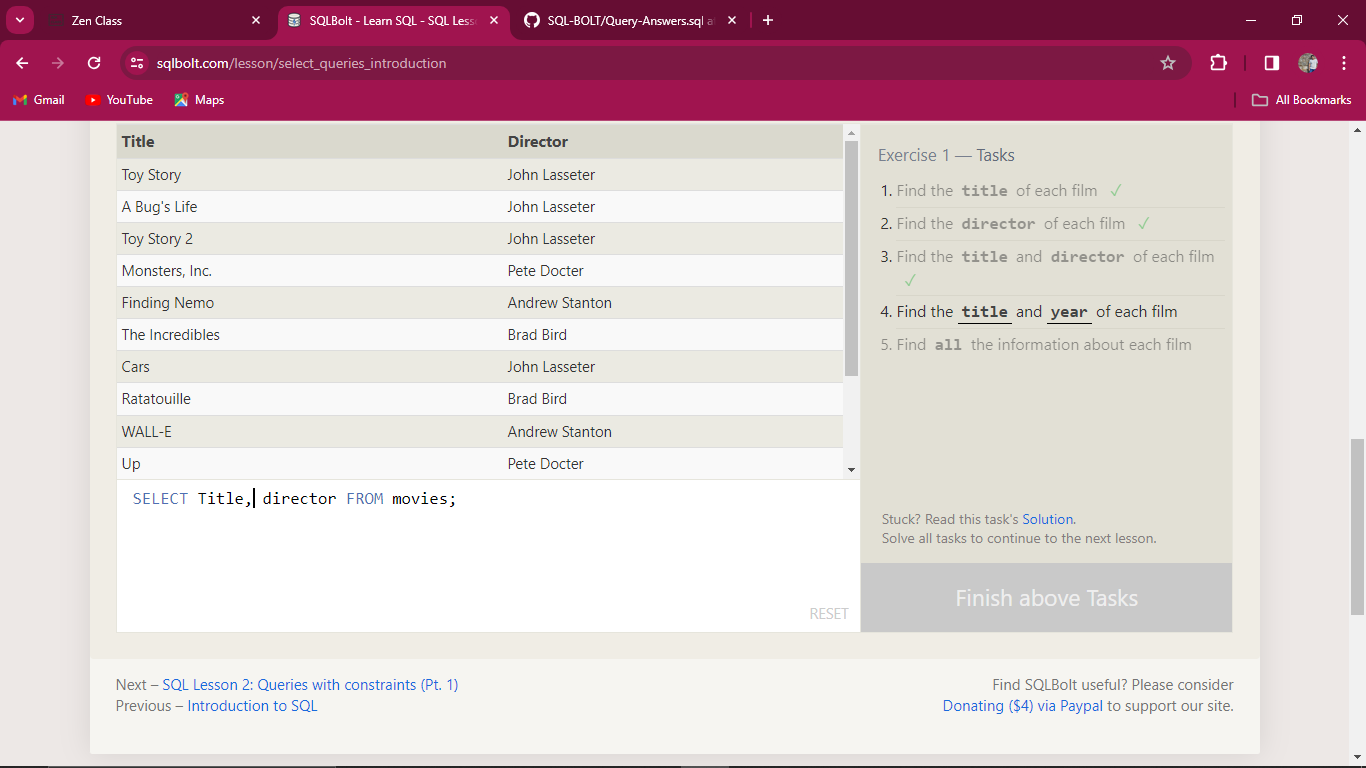 Zen Class
SQLBolt - Learn SQL - SQL Less
SQL-BOLT/Query-Answers.sql a
sqlbolt.com/lesson/select_queries_introduction
Gmail YouTube Maps All Bookmarks
Title Director
Toy Story John Lasseter
A Bug's Life John Lasseter
Toy Story 2 John Lasseter
Monsters, Inc. Pete Docter
Finding Nemo Andrew Stanton
The Incredibles Brad Bird
Cars John Lasseter
Ratatouille Brad Bird
WALL-E Andrew Stanton
Up Pete Docter
SELECT Title, director FROM movies;
RESET
Exercise 1 — Tasks
1. Find the title of each film ✓
2. Find the director of each film ✓
3. Find the title and director of each film
✓
4. Find the title and year of each film
5. Find all the information about each film
Stuck? Read this task's Solution.
Solve all tasks to continue to the next lesson.
Finish above Tasks
Next – SQL Lesson 2: Queries with constraints (Pt. 1)
Previous – Introduction to SQL
Find SQLBolt useful? Please consider
Donating ($4) via Paypal to support our site.